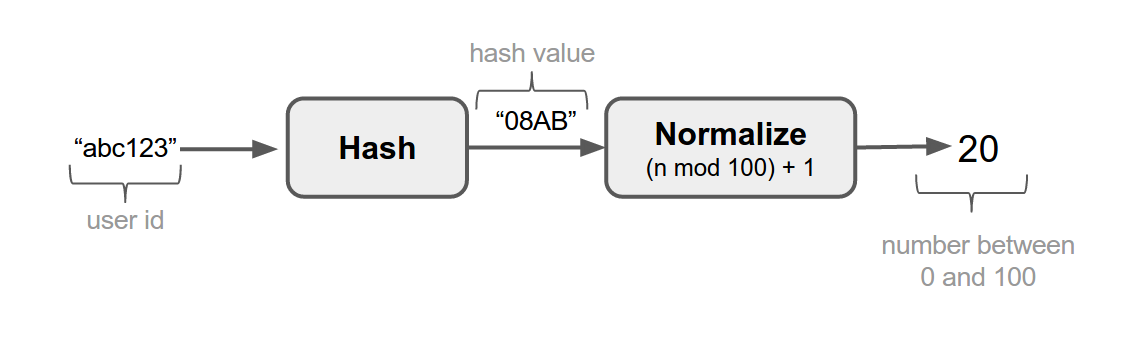 hash value
“abc123”
user id
Hash
“08AB”
Normalize
(n mod 100) + 1
20
number between
0 and 100